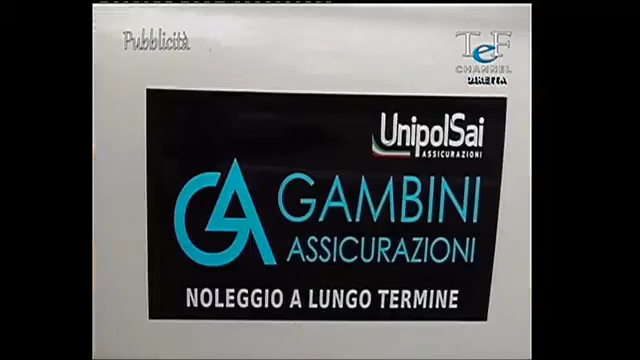 Pubblicità
TeF
CHANNEL
DIRETTA
UnipolSai
ASSICURAZIONI
GA GAMBINI
ASSICURAZIONI
NOLEGGIO A LUNGO TERMINE